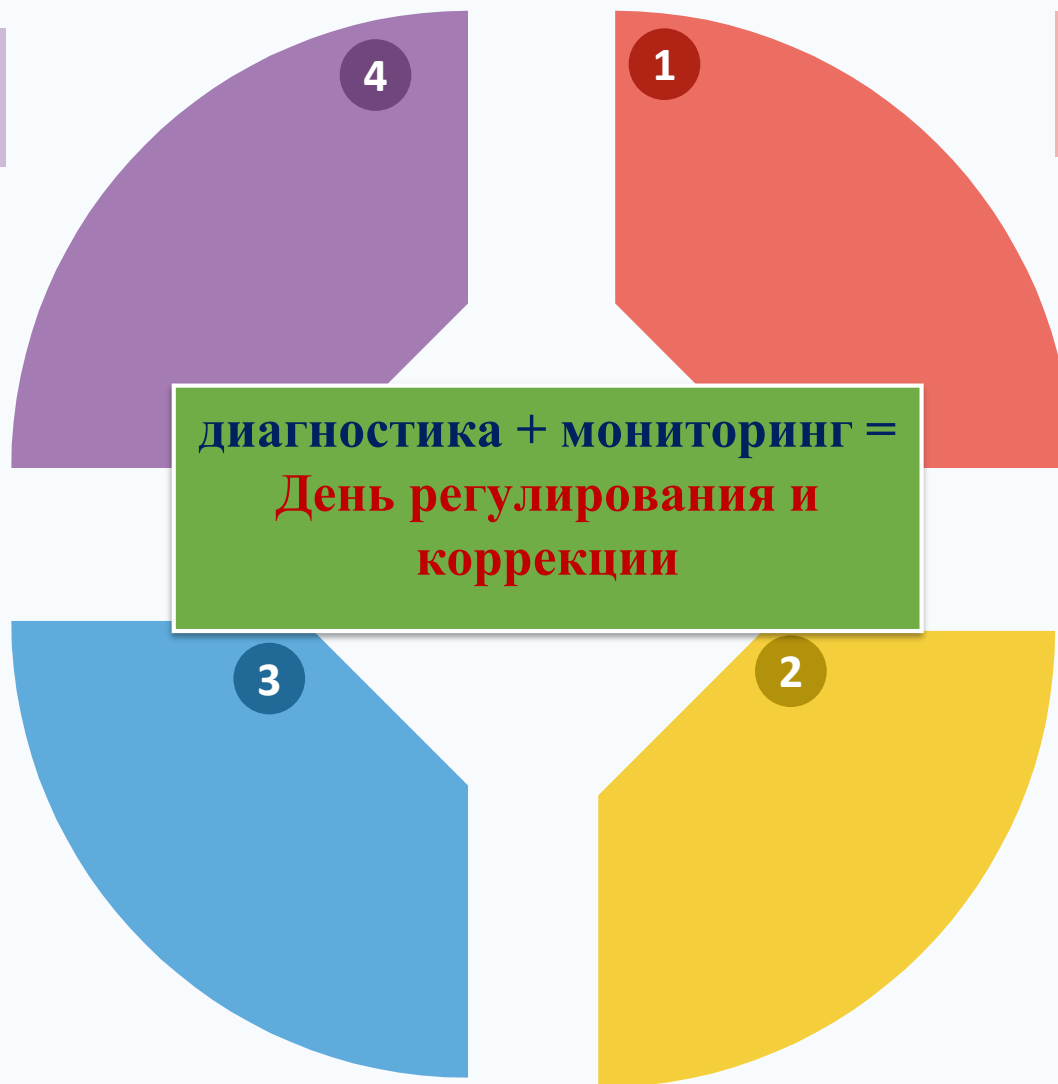 4
1
диагностика + мониторинг =
День регулирования и
коррекции
3
2